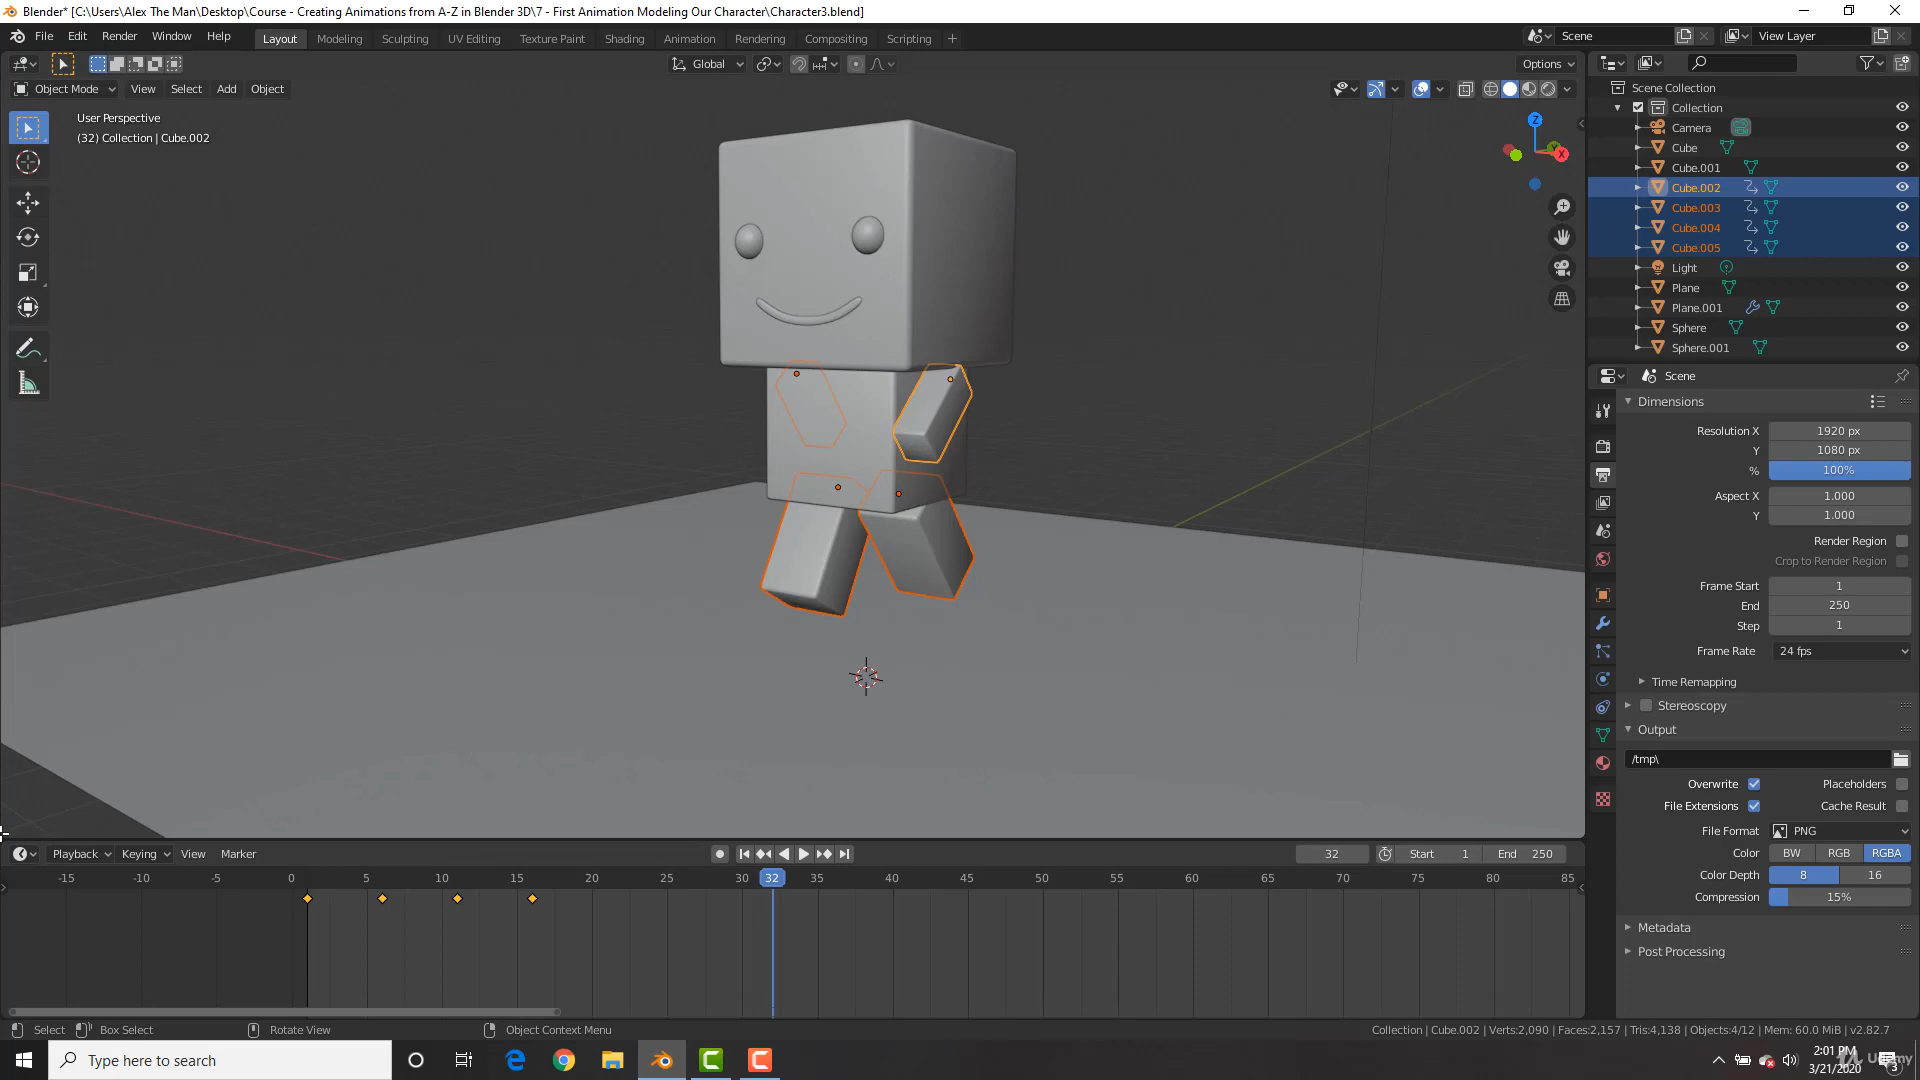 Blender* [C:\Users\Alex The Man\Desktop\Course - Creating Animations from A-Z in Blender 3D\7 - First Animation Modeling Our Character\Character3.blend]
File Edit Render Window Help Layout Modeling Sculpting UV Editing Texture Paint Shading Animation Rendering Compositing Scripting + Scene View Layer
Global Options
Object Mode View Select Add Object
User Perspective
(32) Collection | Cube.002
Z
Y
X
Scene Collection
Collection
Camera
Cube
Cube.001
Cube.002
Cube.003
Cube.004
Cube.005
Light
Plane
Plane.001
Sphere
Sphere.001
Scene
Dimensions
Resolution X 1920 px
Y 1080 px
% 100%
Aspect X 1.000
Y 1.000
Render Region
Crop to Render Region
Frame Start 1
End 250
Step 1
Frame Rate 24 fps
Time Remapping
Stereoscopy
Output
/tmp\
Overwrite Placeholders
File Extensions Cache Result
File Format PNG
Color BW RGB RGBA
Color Depth 8 16
Compression 15%
Metadata
Post Processing
Playback Keying View Marker 32 Start 1 End 250
-15 -10 -5 0 5 10 15 20 25 30 32 35 40 45 50 55 60 65 70 75 80 85
Select Box Select Rotate View Object Context Menu Collection | Cube.002 | Verts:2,090 | Faces:2,157 | Tris:4,138 | Objects:4/12 | Mem: 60.0 MiB | v2.82.7
Type here to search
2:01 PM
3/21/2020
3
Udemy